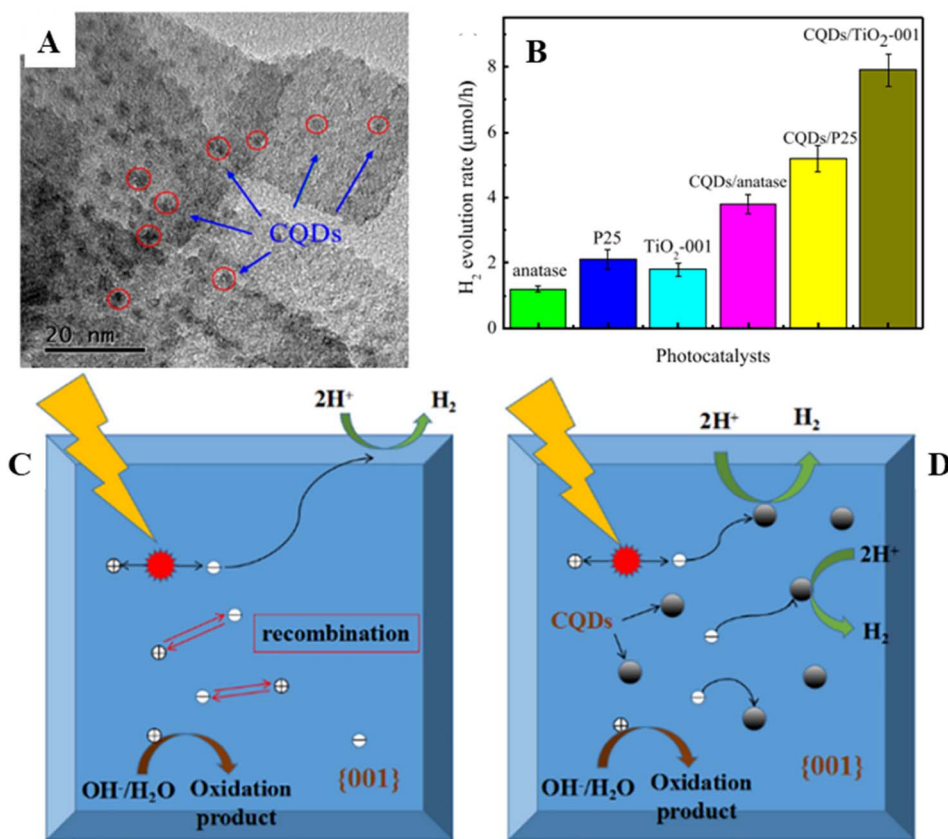 A
CQDs
20 nm
B
H₂ evolution rate (μmol/h)
8
6
4
2
0
anatase
P25
TiO₂-001
CQDs/anatase
CQDs/P25
CQDs/TiO₂-001
Photocatalysts
C
2H⁺
H₂
recombination
OH⁻/H₂O
Oxidation
product
{001}
D
2H⁺
H₂
2H⁺
H₂
CQDs
OH⁻/H₂O
Oxidation
product
{001}